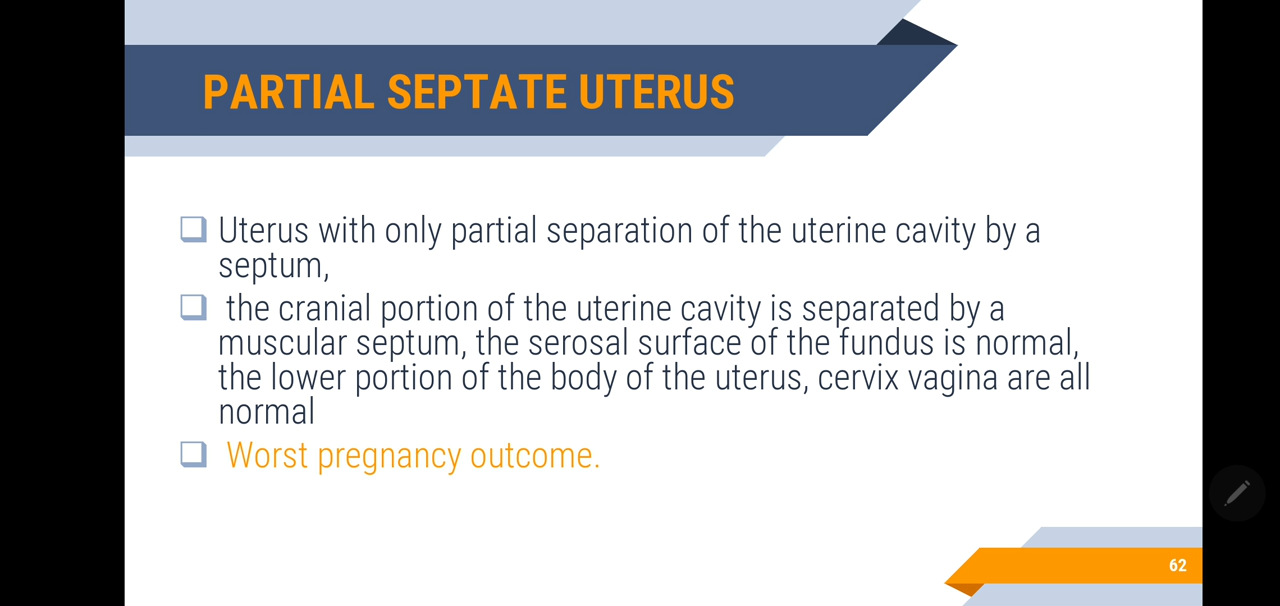 PARTIAL SEPTATE UTERUS
Uterus with only partial separation of the uterine cavity by a
septum,
the cranial portion of the uterine cavity is separated by a
muscular septum, the serosal surface of the fundus is normal,
the lower portion of the body of the uterus, cervix vagina are all
normal
Worst pregnancy outcome.
62